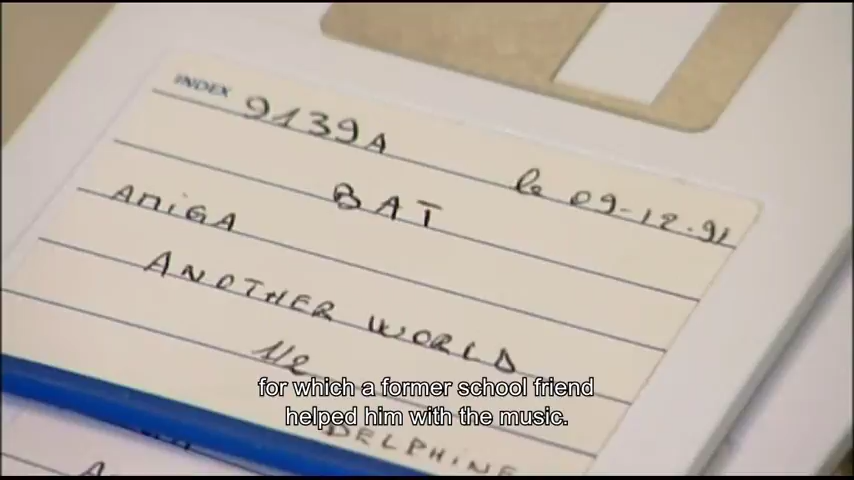 INDEX 9139A
le 09-12.91
BAT
AMIGA
ANOTHER WORLD
1/2
DELPHINE
for which a former school friend
helped him with the music.